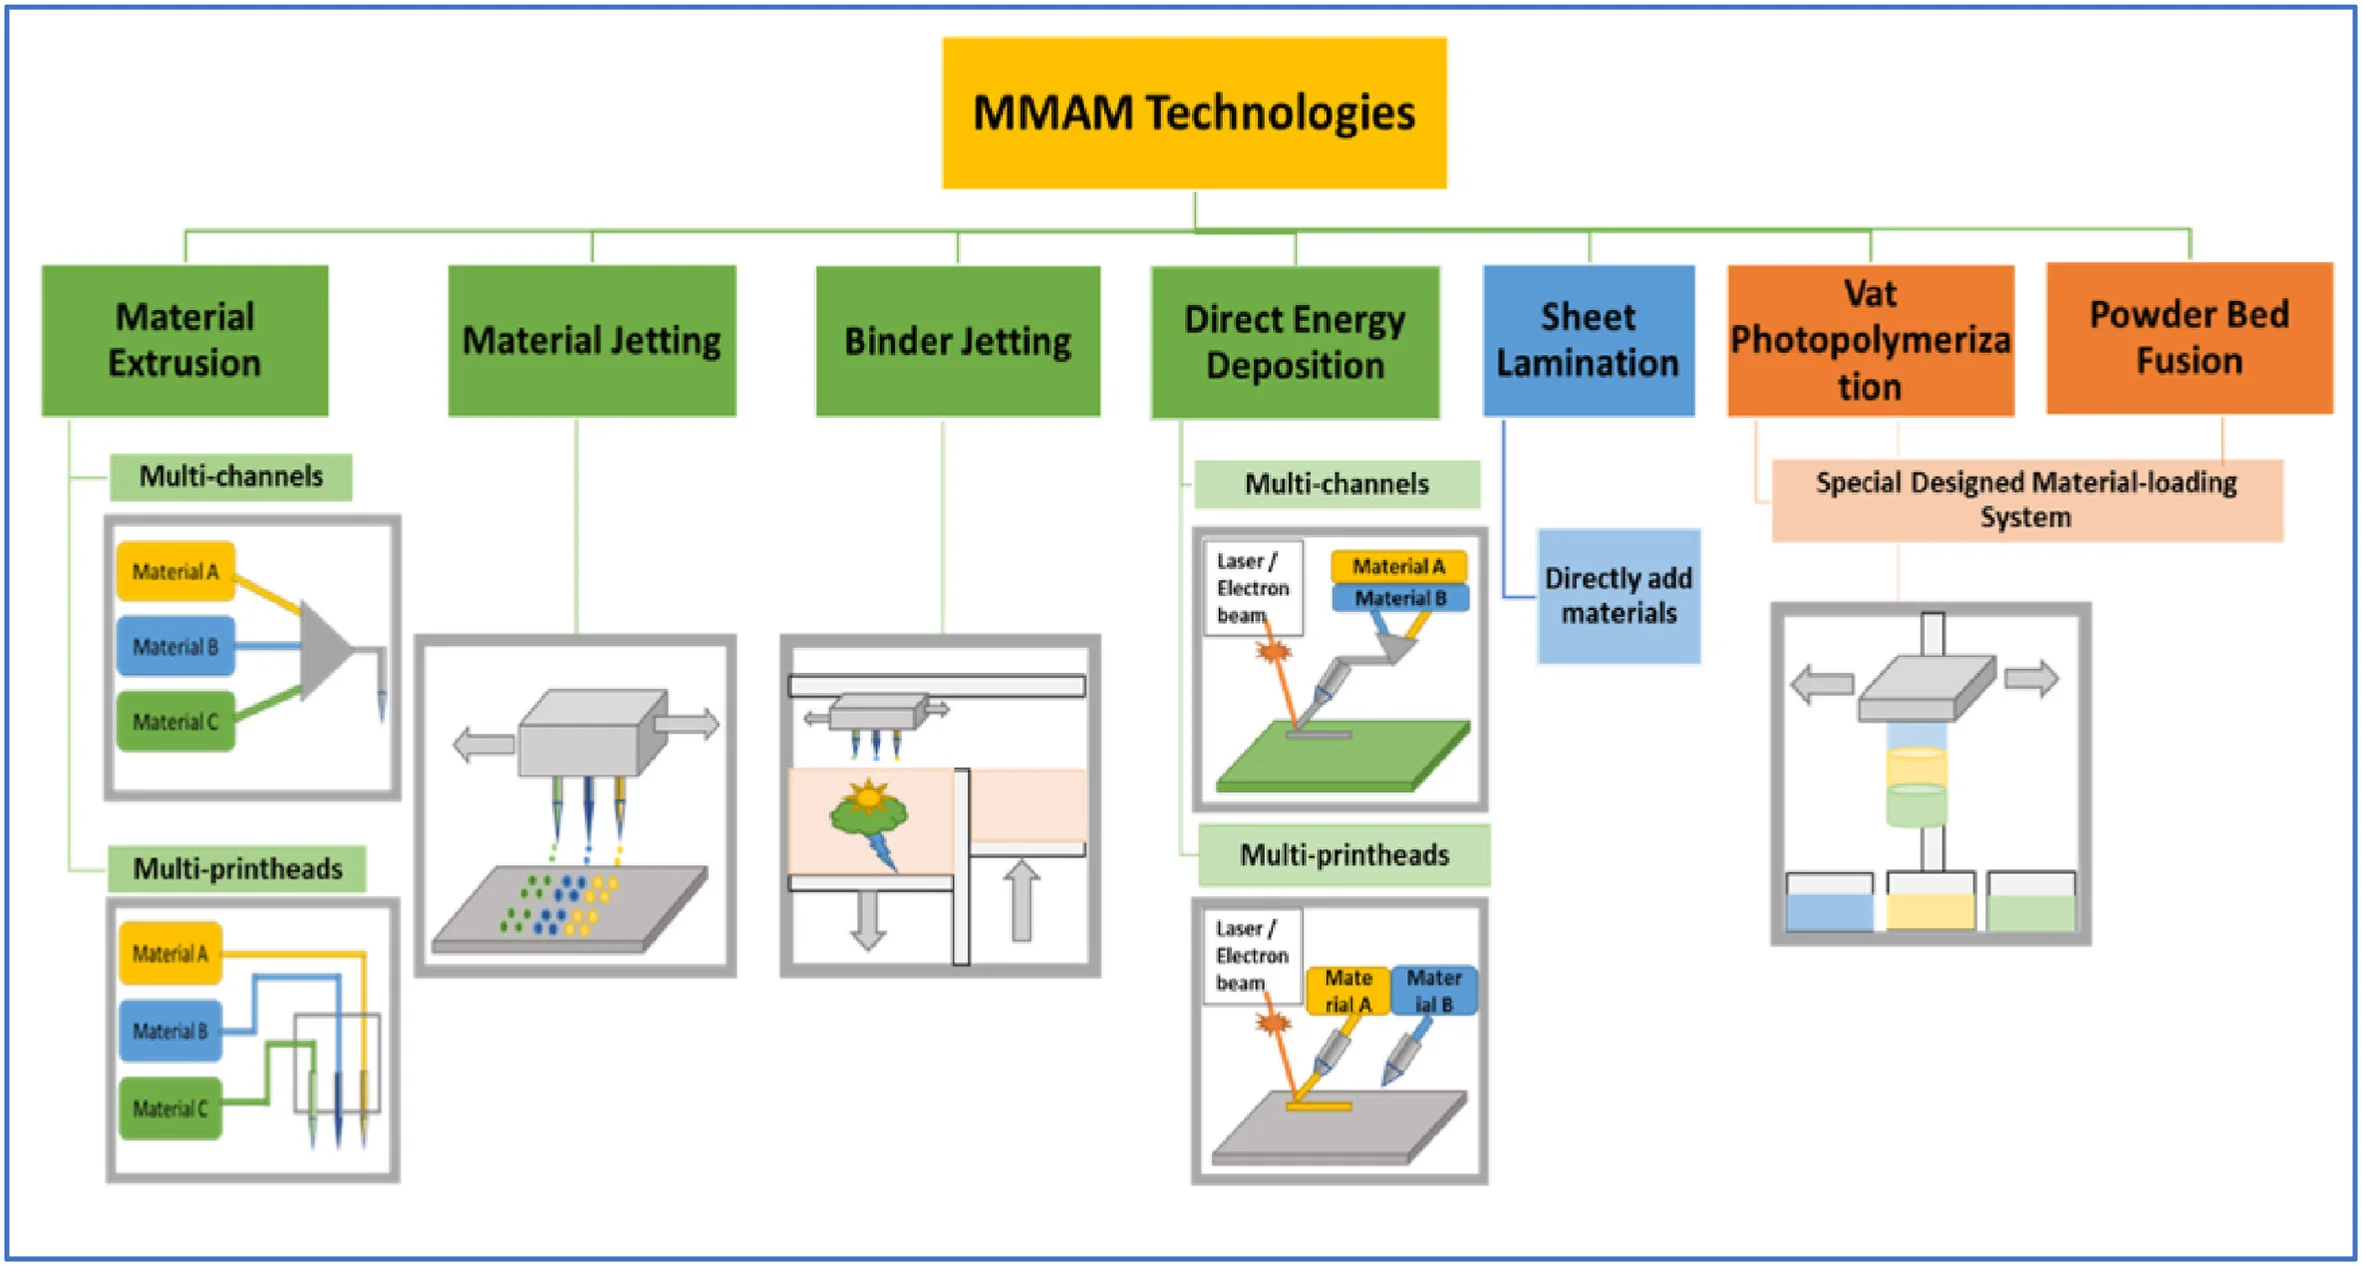 MMAM Technologies
Material
Extrusion
Material Jetting
Binder Jetting
Direct Energy
Deposition
Sheet
Lamination
Vat
Photopolymeriza
tion
Powder Bed
Fusion
Multi-channels
Material A
Material B
Material C
Multi-printheads
Material A
Material B
Material C
Multi-channels
Laser /
Electron
beam
Material A
Material B
Multi-printheads
Laser /
Electron
beam
Mate
rial A
Mater
ial B
Directly add
materials
Special Designed Material-loading
System